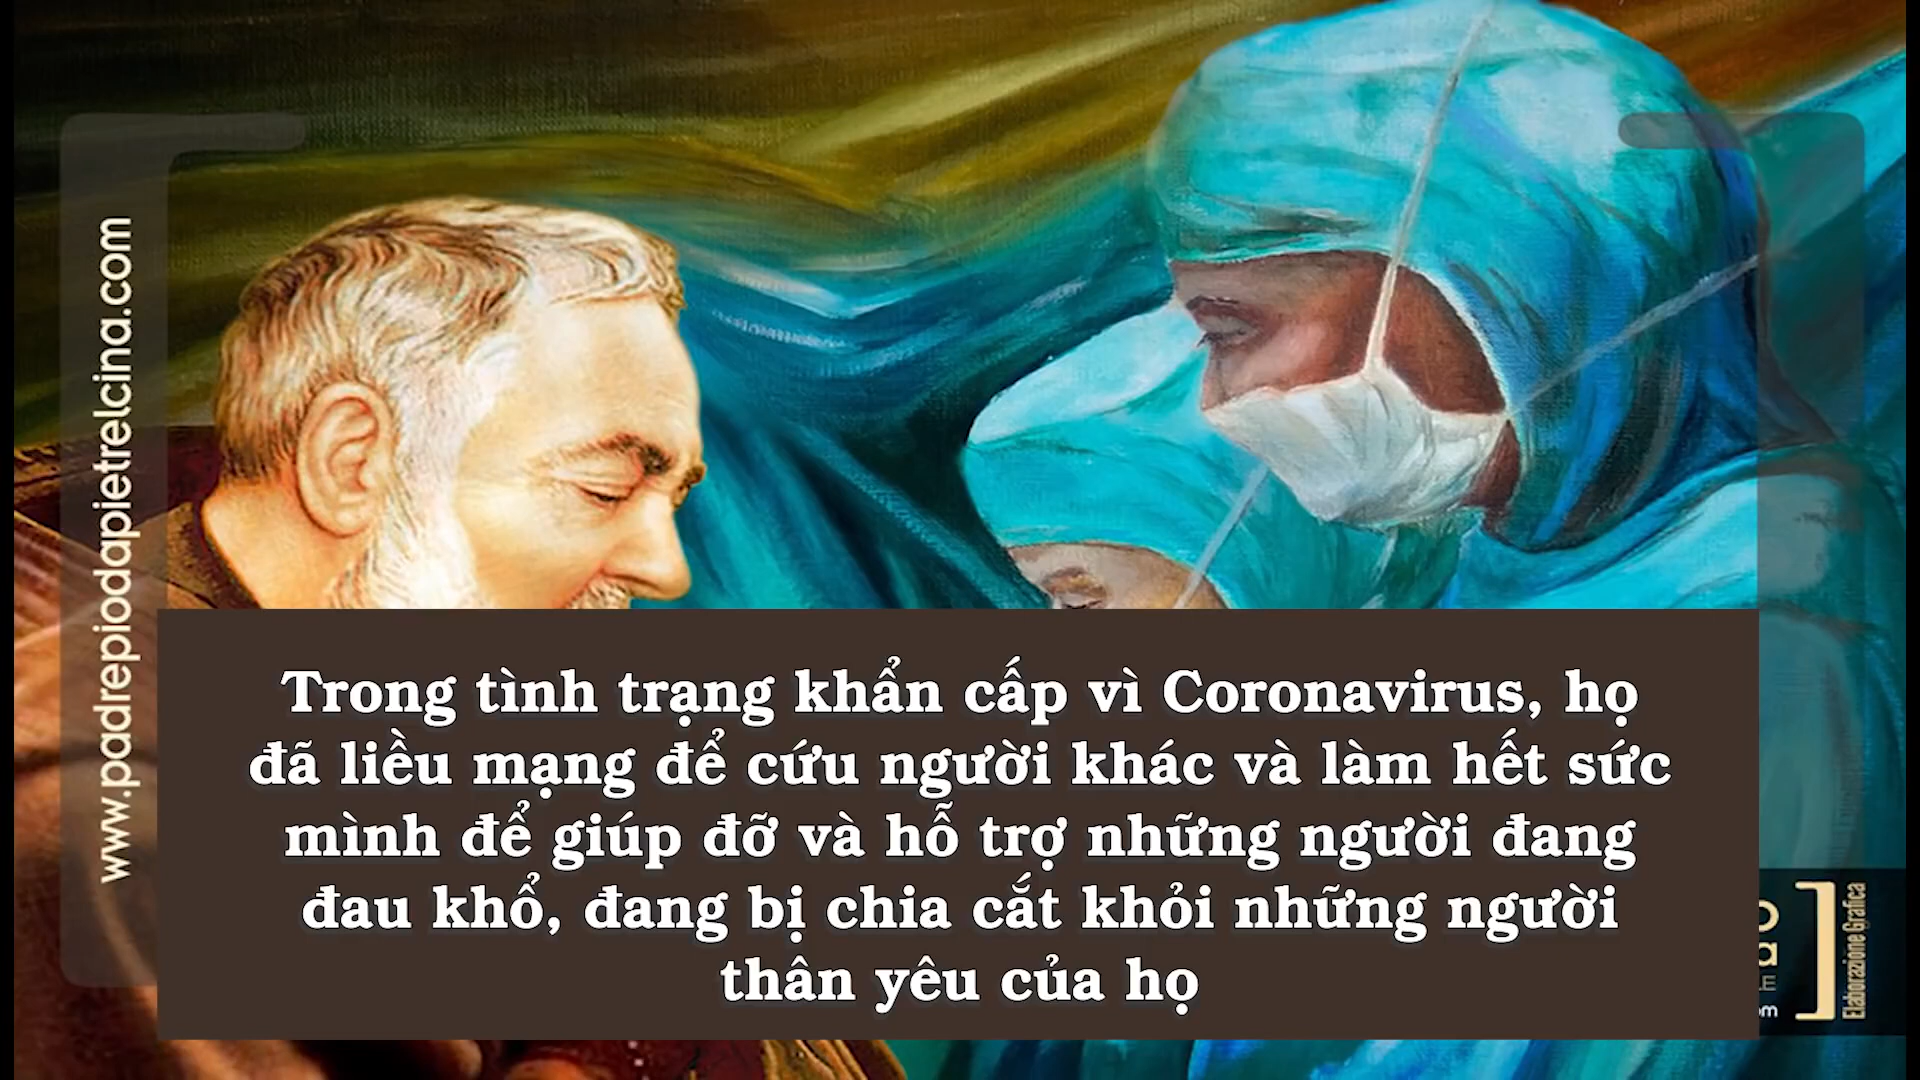 www.padrepiodapietrelcina.com
Trong tình trạng khẩn cấp vì Coronavirus, họ
đã liều mạng để cứu người khác và làm hết sức
mình để giúp đỡ và hỗ trợ những người đang
đau khổ, đang bị chia cắt khỏi những người
thân yêu của họ
Elaborazione Grafica